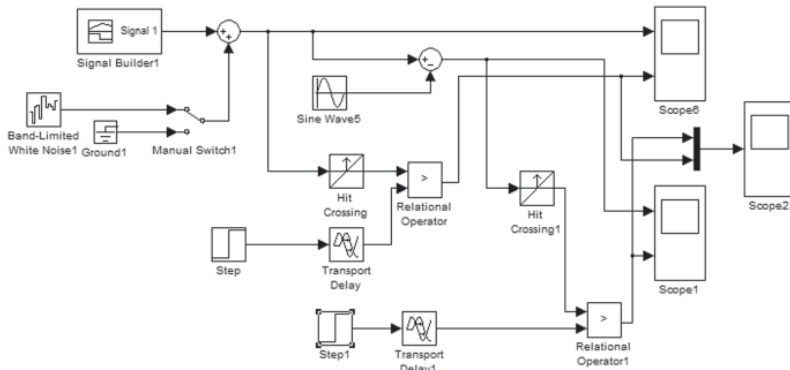 Signal 1
Signal Builder1
+
+
Scope6
+
−
Sine Wave5
Band-Limited
White Noise1
Ground1
Manual Switch1
Scope2
Hit
Crossing
>
Relational
Operator
Hit
Crossing1
Scope1
Step
Transport
Delay
Step1
Transport
Delay1
>
Relational
Operator1